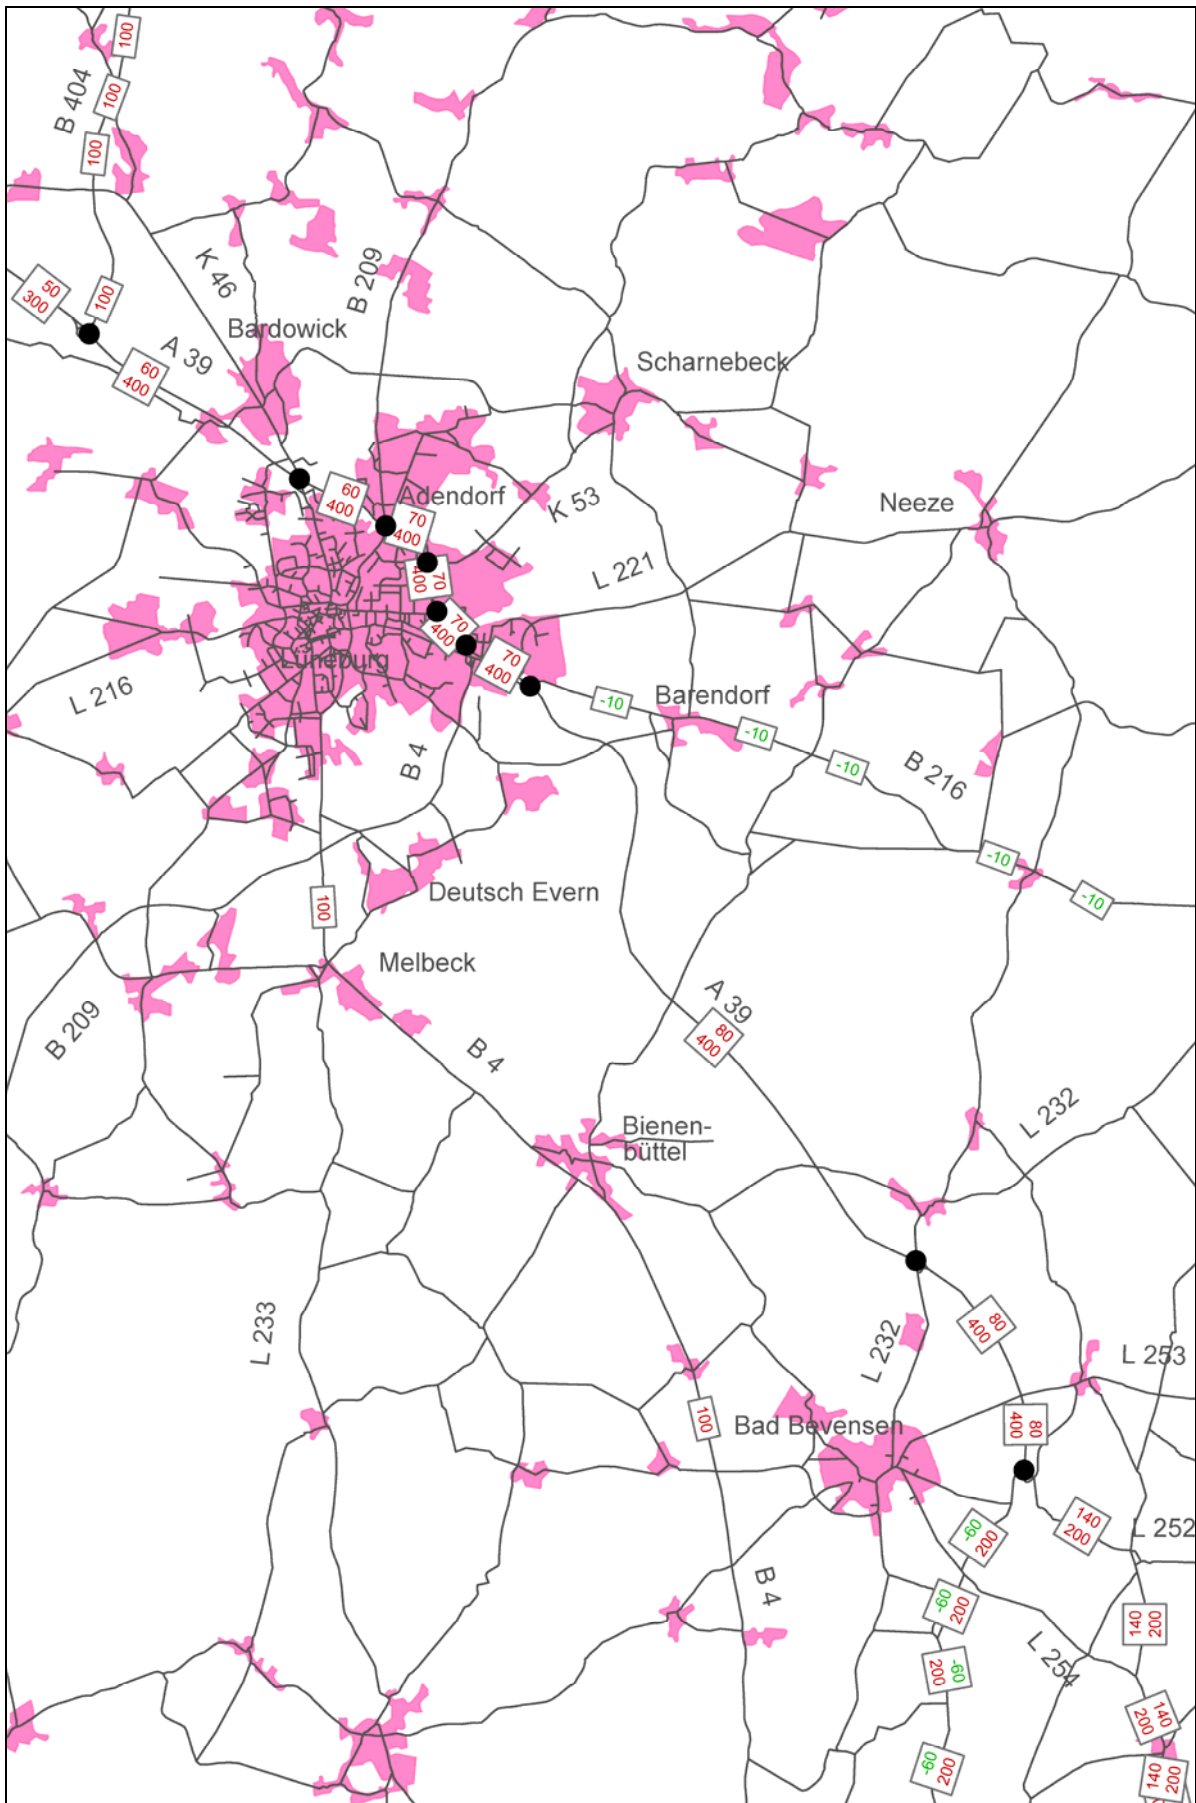 100
100
B 404
100
K 46
B 209
50
300
100
Bardowick
A 39
60
400
Scharnebeck
60
400
Adendorf
70
400
K 53
Neeze
L 221
70
400
70
400
Lüneburg
70
400
L 216
-10
Barendorf
-10
-10
B 4
B 216
-10
-10
100
Deutsch Evern
Melbeck
B 209
B 4
A 39
80
400
L 232
Bienen-
büttel
L 233
L 232
80
400
L 253
100
Bad Bevensen
80
400
-60
200
140
200
L 252
B 4
-60
200
140
200
L 254
-60
200
140
200
-60
200
140
200